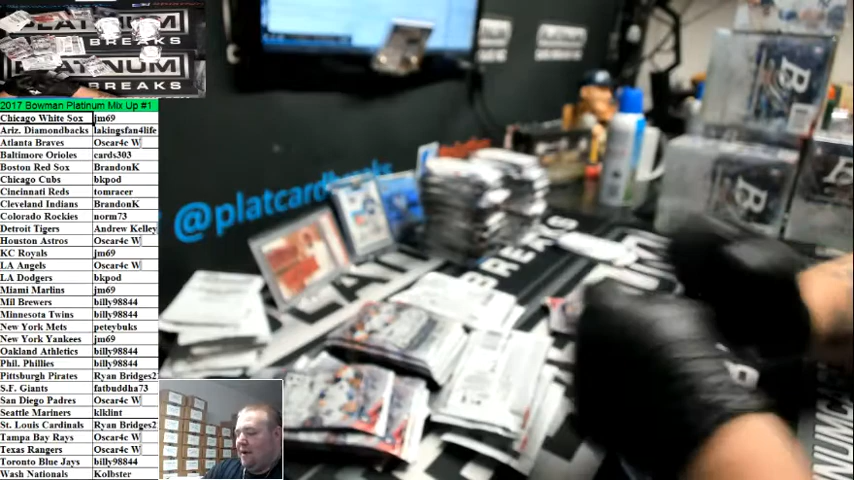 PLATINUM
BREAKS
PLATINUM
BREAKS
2017 Bowman Platinum Mix Up #1
Chicago White Sox jm69
Ariz. Diamondbacks lakingsfan4life
Atlanta Braves Oscar4c W
Baltimore Orioles cards303
Boston Red Sox BrandonK
Chicago Cubs bkpod
Cincinnati Reds tomracer
Cleveland Indians BrandonK
Colorado Rockies norm73
Detroit Tigers Andrew Kelley
Houston Astros Oscar4c W
KC Royals jm69
LA Angels Oscar4c W
LA Dodgers bkpod
Miami Marlins jm69
Mil Brewers billy98844
Minnesota Twins billy98844
New York Mets peteybuks
New York Yankees jm69
Oakland Athletics billy98844
Phil. Phillies billy98844
Pittsburgh Pirates Ryan Bridges2
S.F. Giants fatbuddha73
San Diego Padres Oscar4c W
Seattle Mariners klklint
St. Louis Cardinals Ryan Bridges2
Tampa Bay Rays Oscar4c W
Texas Rangers Oscar4c W
Toronto Blue Jays billy98844
Wash Nationals Kolbster
@platcardbreaks
BREAKS